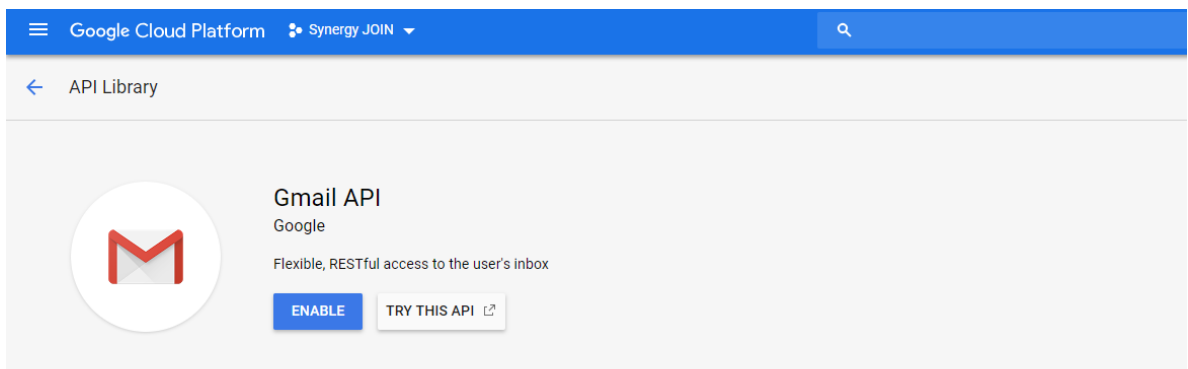 Google Cloud Platform Synergy JOIN
API Library
Gmail API
Google
Flexible, RESTful access to the user's inbox
ENABLE TRY THIS API